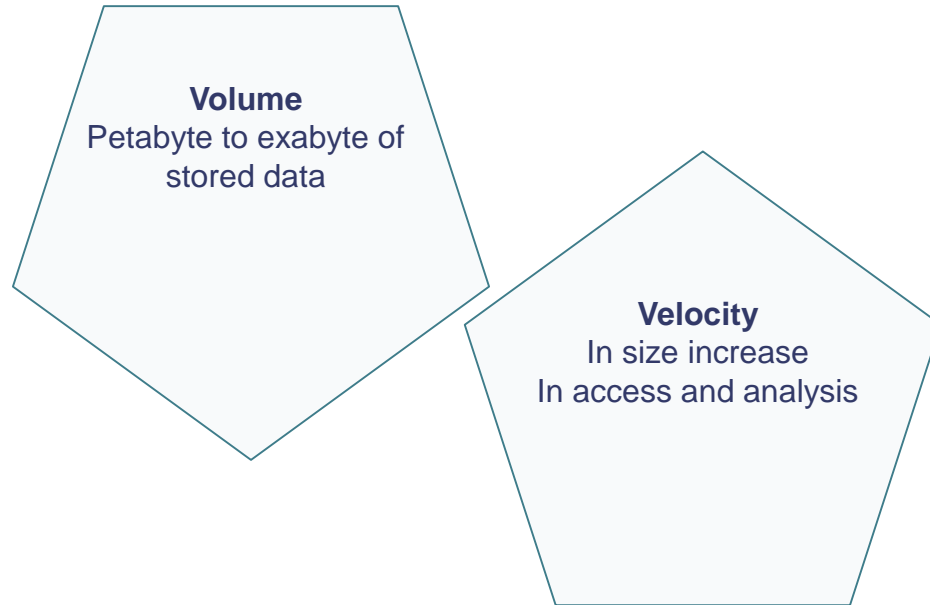 Volume
Petabyte to exabyte of
stored data
Velocity
In size increase
In access and analysis